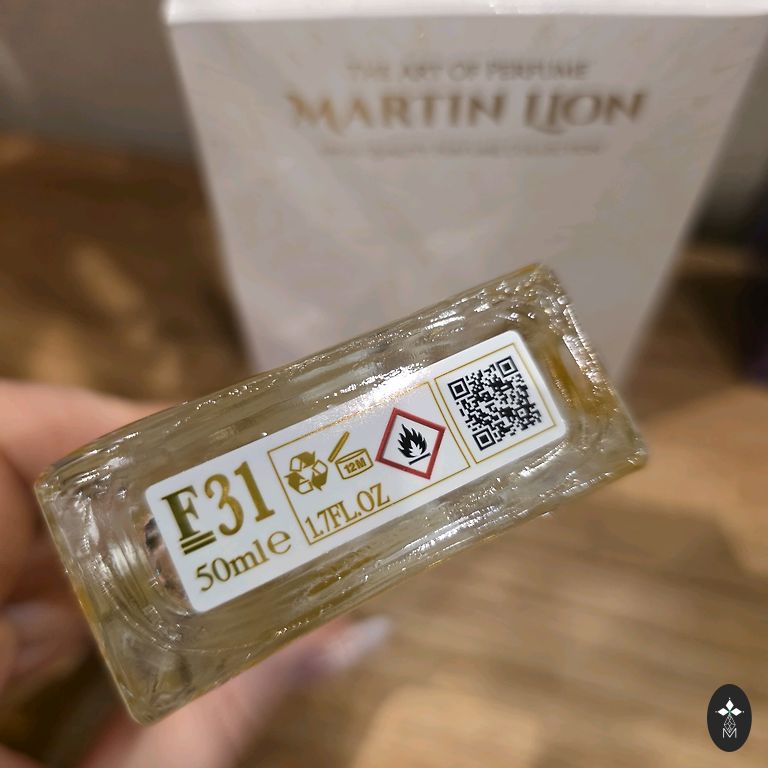 THE ART OF PERFUME
MARTIN LION
F31
50ml e
12M
1.7FL.OZ
M